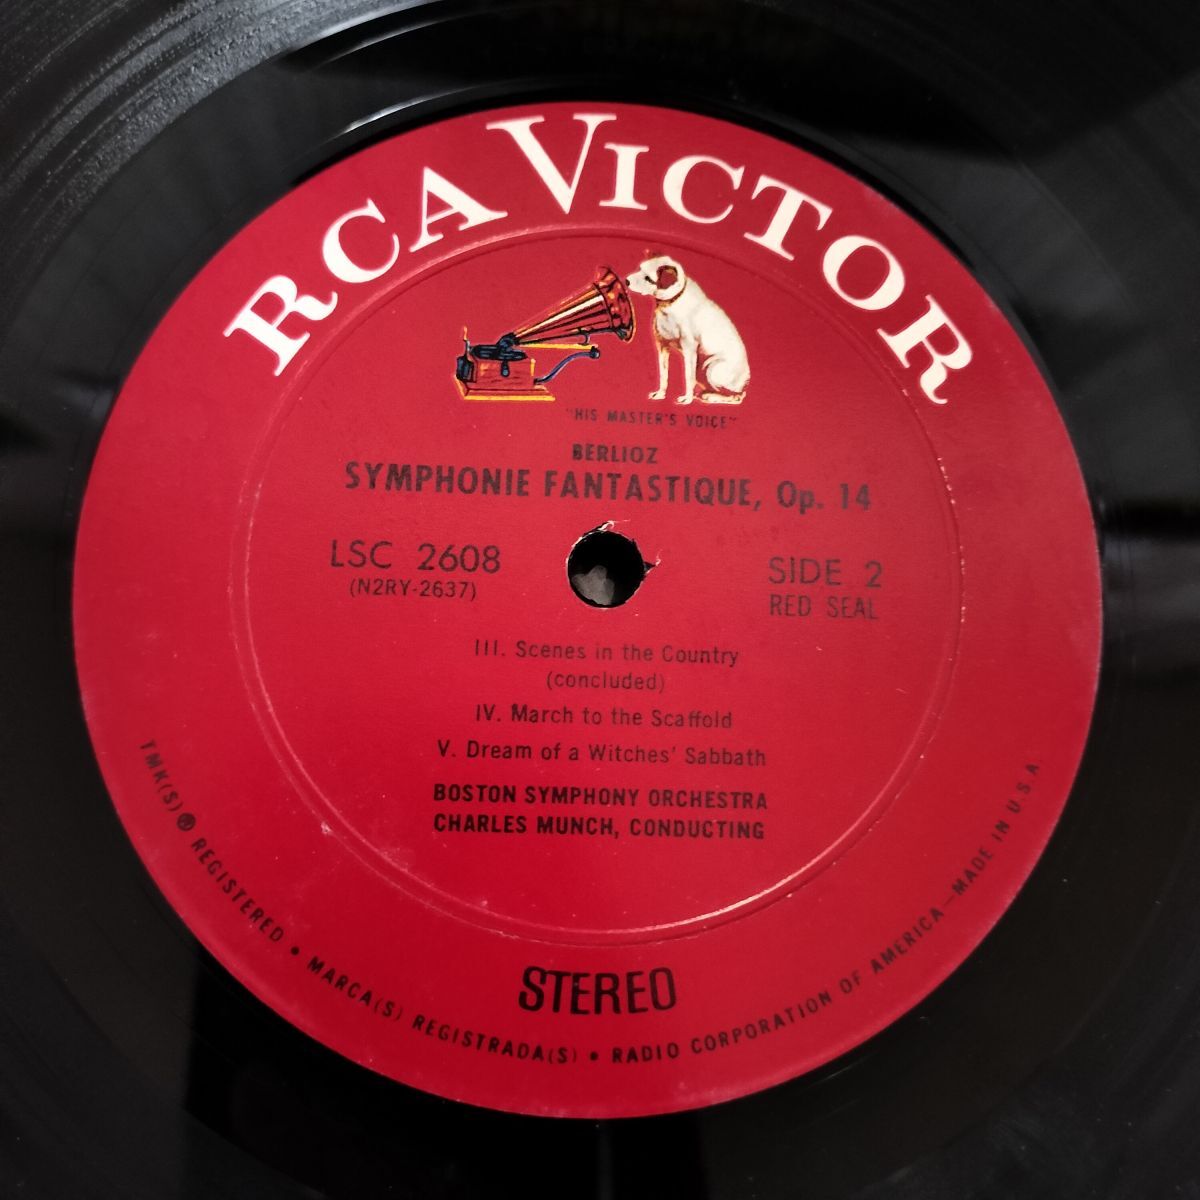 RCA VICTOR
"HIS MASTER'S VOICE"
BERLIOZ
SYMPHONIE FANTASTIQUE, Op. 14
LSC 2608
(N2RY-2637)
SIDE 2
RED SEAL
III. Scenes in the Country
(concluded)
IV. March to the Scaffold
V. Dream of a Witches' Sabbath
BOSTON SYMPHONY ORCHESTRA
CHARLES MUNCH, CONDUCTING
STEREO
TMK(S) ® REGISTERED • MARCA(S) REGISTRADA(S) • RADIO CORPORATION OF AMERICA—MADE IN U.S.A.